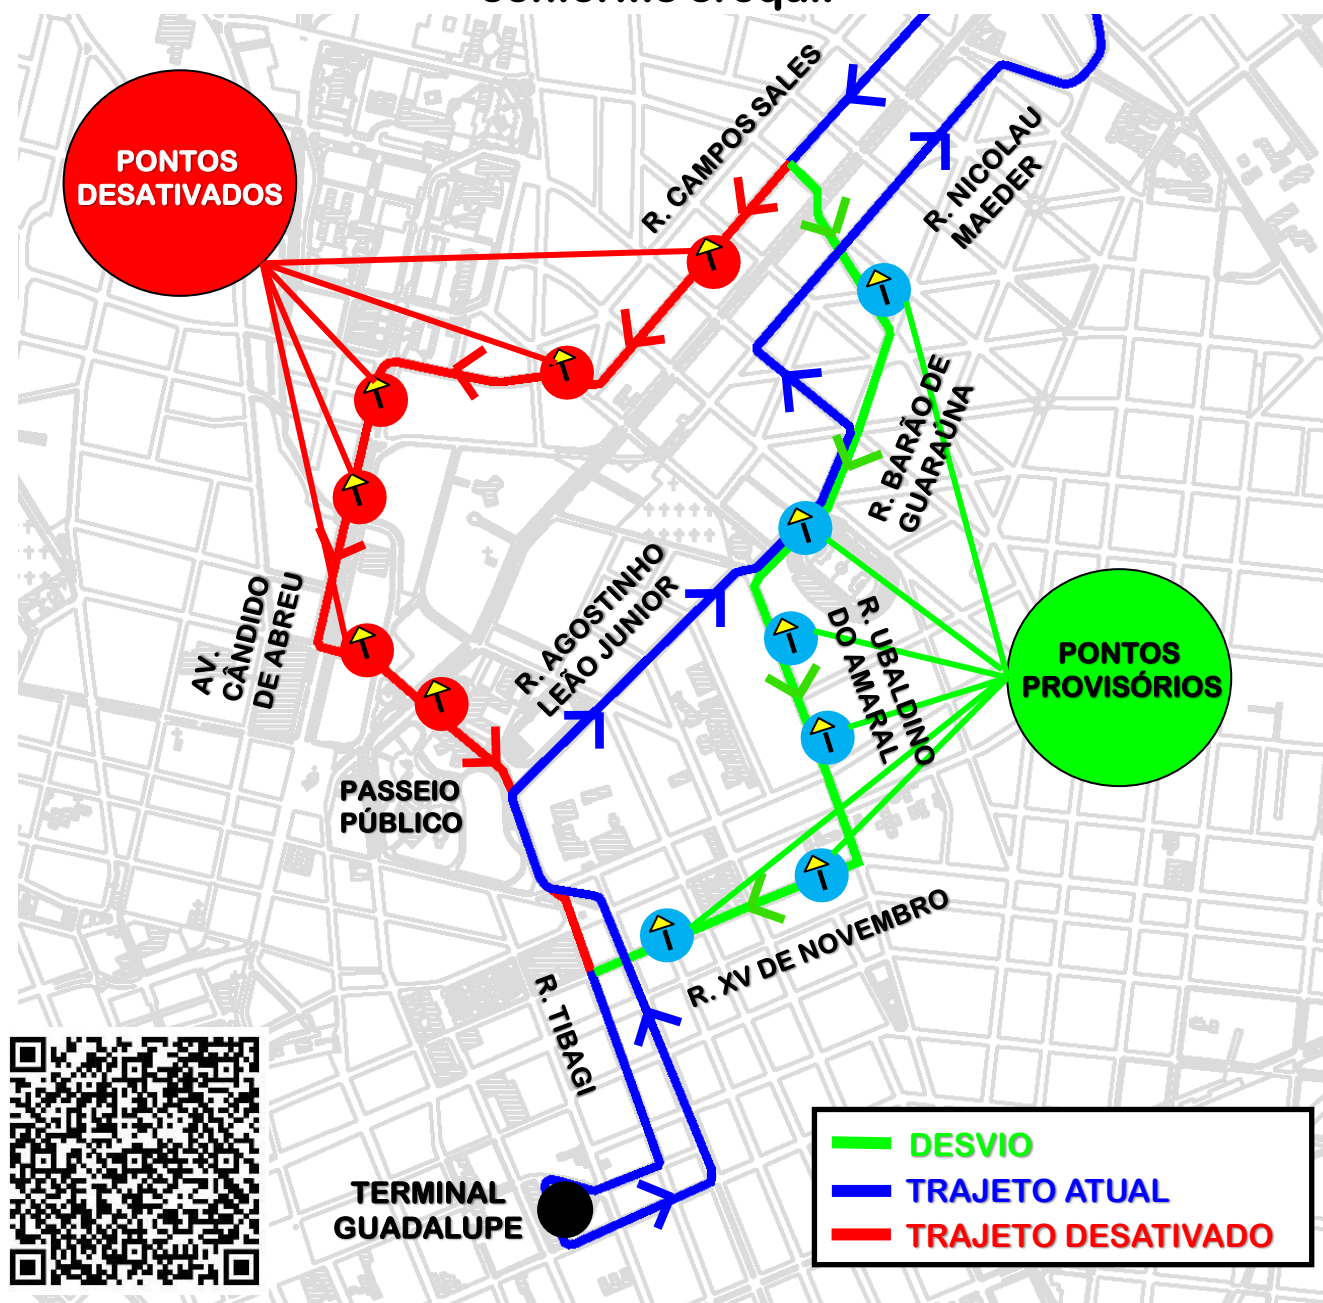 PONTOS
DESATIVADOS
R. CAMPOS SALES
R. NICOLAU
MAEDER
R. BARÃO DE
GUARAÚNA
AV.
CÂNDIDO
DE ABREU
R. AGOSTINHO
LEÃO JUNIOR
R. UBALDINO
DO AMARAL
PONTOS
PROVISÓRIOS
PASSEIO
PÚBLICO
R. XV DE NOVEMBRO
R. TIBAGI
TERMINAL
GUADALUPE
DESVIO
TRAJETO ATUAL
TRAJETO DESATIVADO